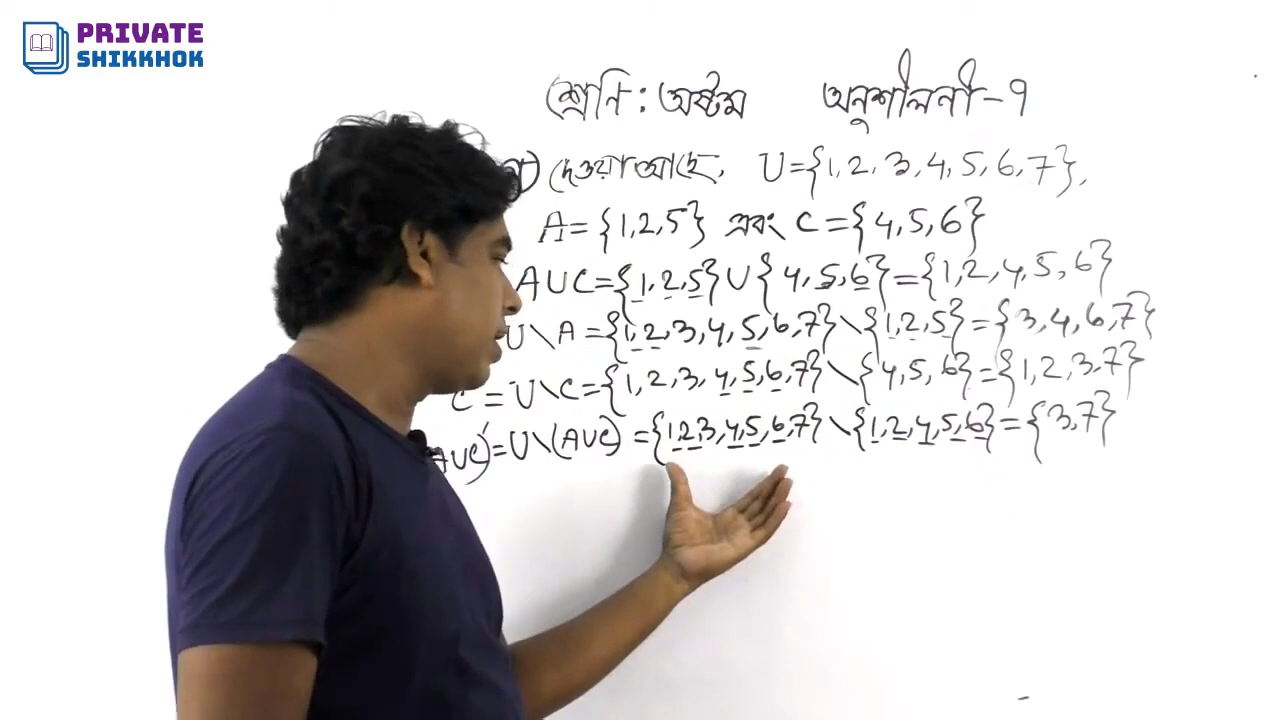 PRIVATE
SHIKKHOK
শ্রেণি : অষ্টম অনুশীলনী-৭
দেওয়া আছে, U={1,2,3,4,5,6,7},
A={1,2,5} এবং C={4,5,6}
AUC={1,2,5}U{4,5,6}={1,2,4,5,6}
U\A={1,2,3,4,5,6,7}\{1,2,5}={3,4,6,7}
C=U\C={1,2,3,4,5,6,7}\{4,5,6}={1,2,3,7}
AUC)'=U\(AUC)={1,2,3,4,5,6,7}\{1,2,4,5,6}={3,7}